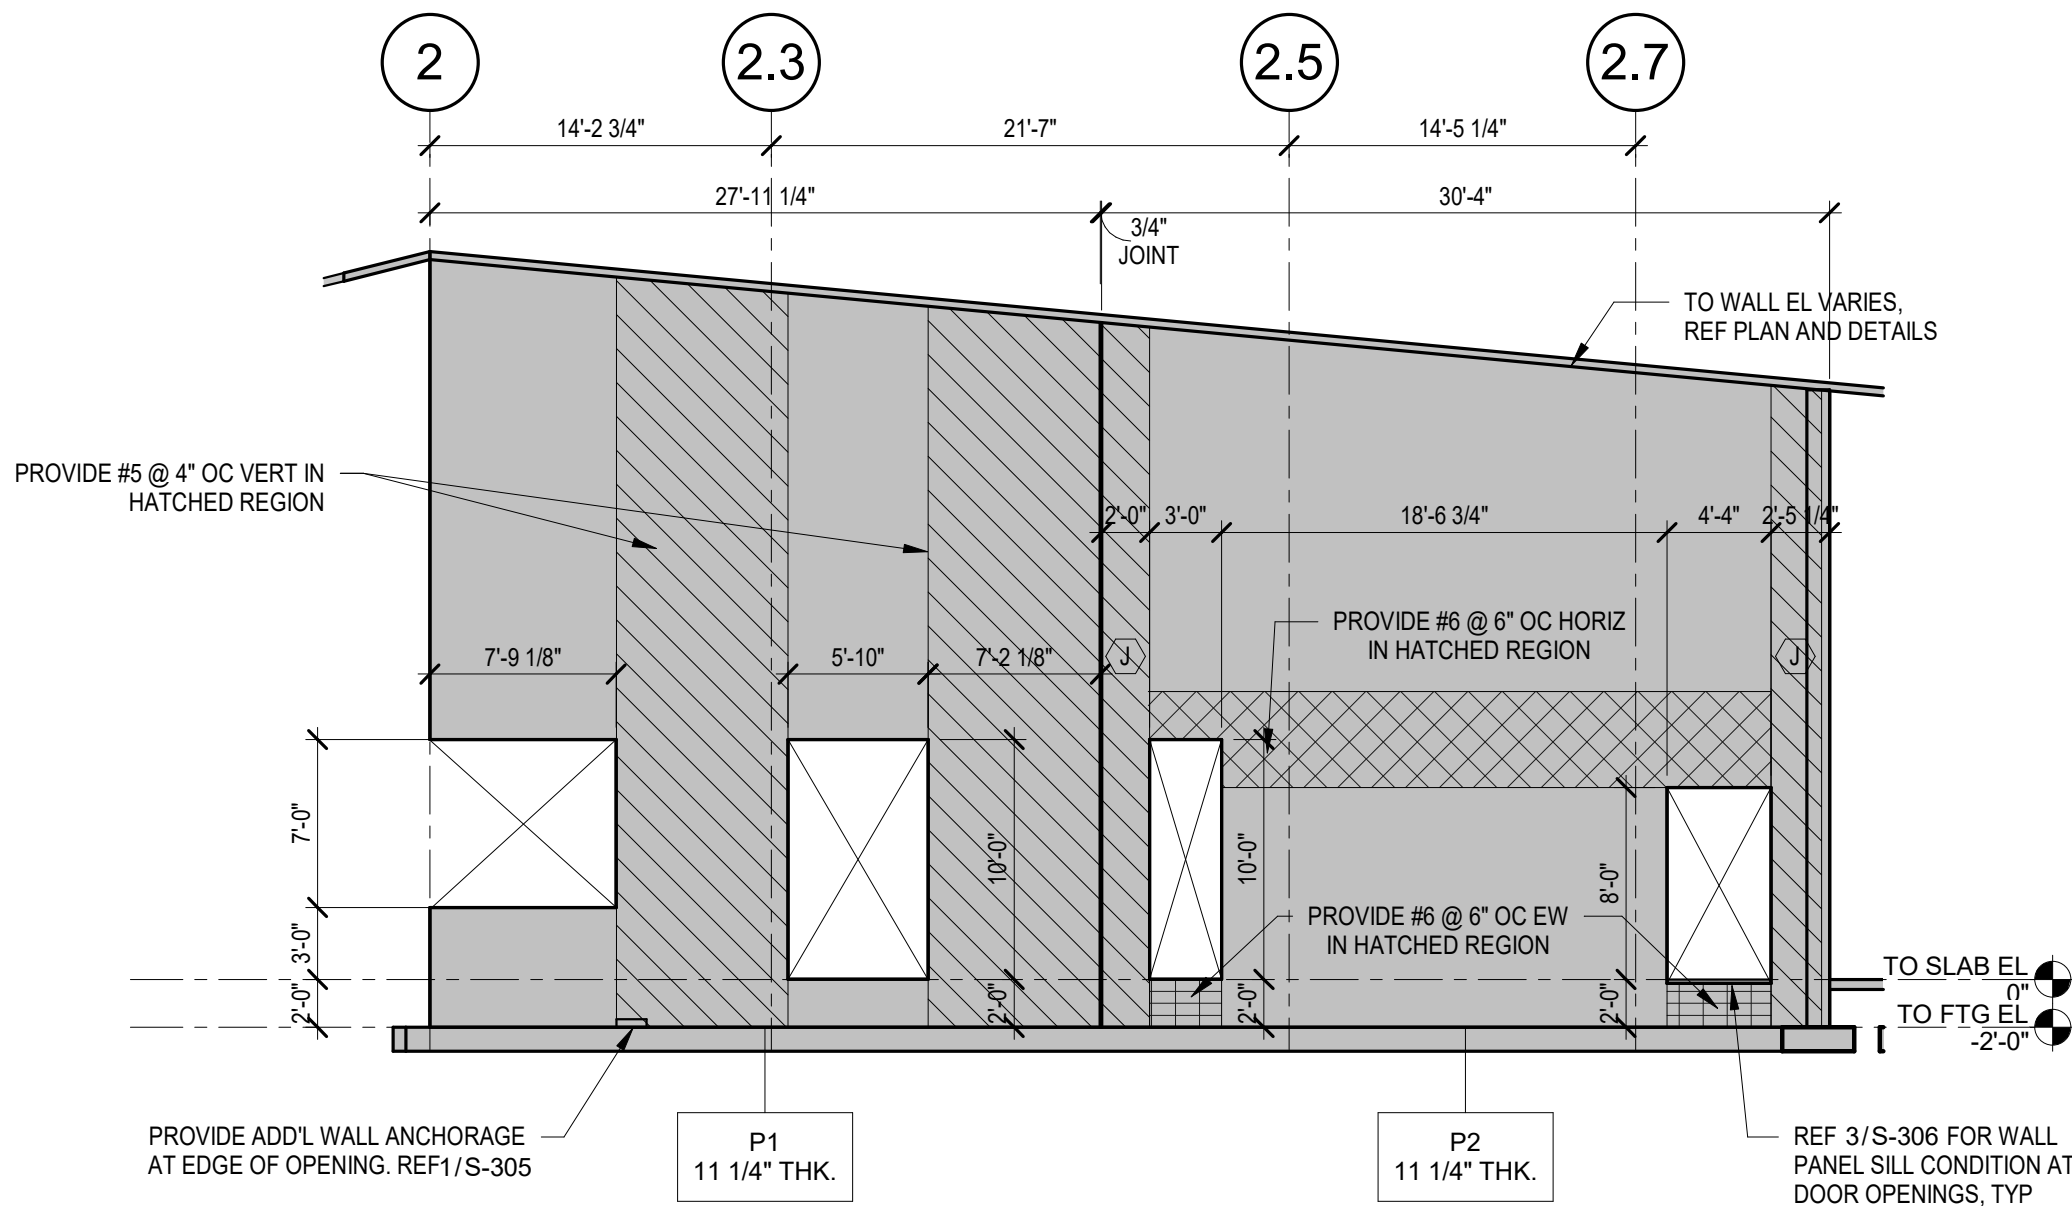 2
2.3
2.5
2.7
14'-2 3/4"
21'-7"
14'-5 1/4"
27'-11 1/4"
30'-4"
3/4"
JOINT
TO WALL EL VARIES,
REF PLAN AND DETAILS
PROVIDE #5 @ 4" OC VERT IN
HATCHED REGION
2'-0"
3'-0"
18'-6 3/4"
4'-4"
2'-5 1/4"
PROVIDE #6 @ 6" OC HORIZ
IN HATCHED REGION
7'-9 1/8"
5'-10"
7'-2 1/8"
J
J
7'-0"
10'-0"
10'-0"
8'-0"
PROVIDE #6 @ 6" OC EW
IN HATCHED REGION
3'-0"
2'-0"
2'-0"
2'-0"
2'-0"
TO SLAB EL
0"
TO FTG EL
-2'-0"
PROVIDE ADD'L WALL ANCHORAGE
AT EDGE OF OPENING. REF1/S-305
P1
11 1/4" THK.
P2
11 1/4" THK.
REF 3/S-306 FOR WALL
PANEL SILL CONDITION AT
DOOR OPENINGS, TYP